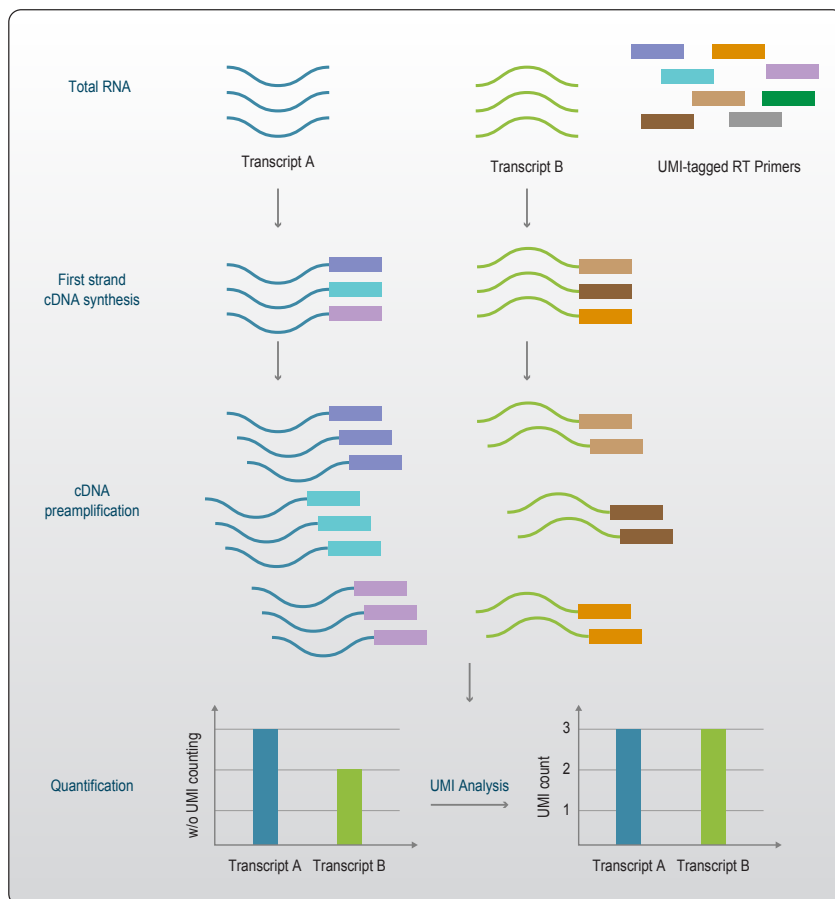 Total RNA
Transcript A
Transcript B
UMI-tagged RT Primers
First strand
cDNA synthesis
cDNA
preamplification
Quantification
w/o UMI counting
Transcript A
Transcript B
UMI Analysis
UMI count
3
2
1
Transcript A
Transcript B